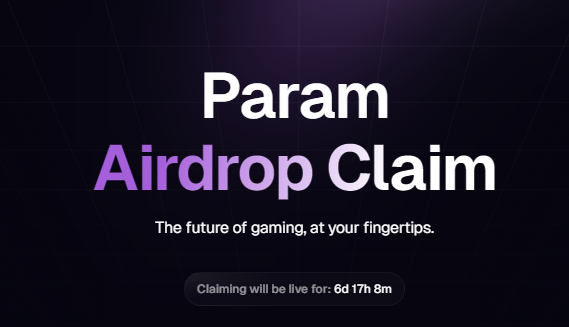 Param
Airdrop Claim
The future of gaming, at your fingertips.
Claiming will be live for: 6d 17h 8m